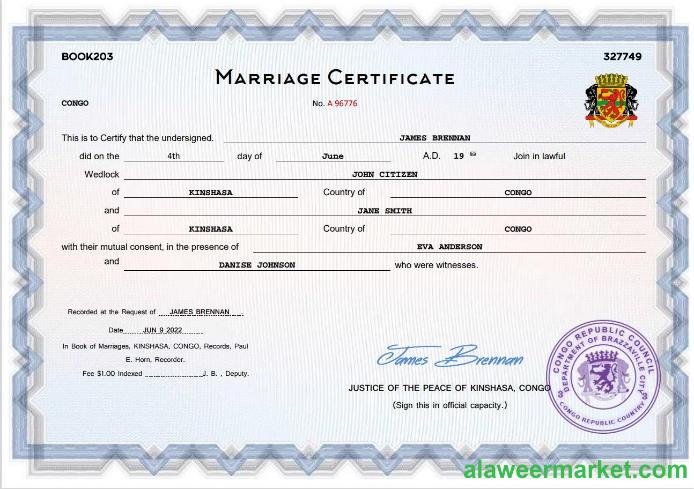 BOOK203
327749
MARRIAGE CERTIFICATE
CONGO
No. A 96776
This is to Certify that the undersigned. JAMES BRENNAN
did on the 4th day of June A.D. 19 Join in lawful
Wedlock JOHN CITIZEN
of KINSHASA Country of CONGO
and JANE SMITH
of KINSHASA Country of CONGO
with their mutual consent, in the presence of EVA ANDERSON
and DANISE JOHNSON who were witnesses.
Recorded at the Request of JAMES BRENNAN
Date JUN 9 2022
In Book of Marriages, KINSHASA, CONGO, Records, Paul
E. Horn, Recorder.
Fee $1.00 Indexed J. B. , Deputy.
James Brennan
JUSTICE OF THE PEACE OF KINSHASA, CONGO
(Sign this in official capacity.)
CONGO REPUBLIC COUNCIL
DEPARTMENT OF BRAZZAVILLE CITY
CONGO REPUBLIC COUNTRY
alaweermarket.com